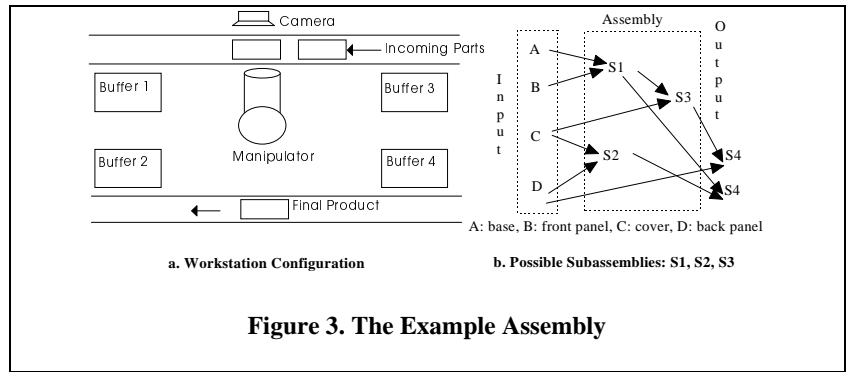 Camera
Incoming Parts
Buffer 1
Buffer 3
Manipulator
Buffer 2
Buffer 4
Final Product
a. Workstation Configuration
Assembly
Input
Output
A
B
C
D
S1
S2
S3
S4
S4
A: base, B: front panel, C: cover, D: back panel
b. Possible Subassemblies: S1, S2, S3
Figure 3. The Example Assembly